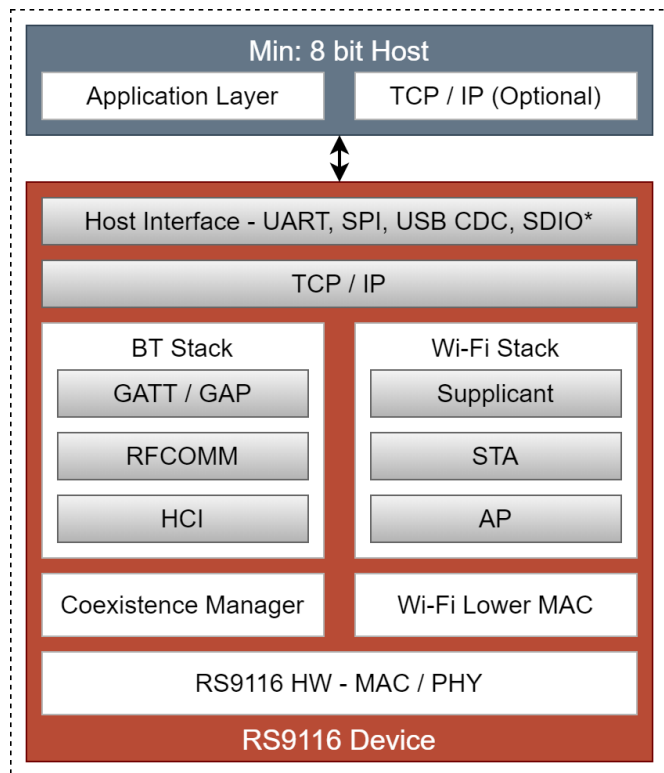 Min: 8 bit Host
Application Layer
TCP / IP (Optional)
Host Interface - UART, SPI, USB CDC, SDIO*
TCP / IP
BT Stack
GATT / GAP
RFCOMM
HCI
Wi-Fi Stack
Supplicant
STA
AP
Coexistence Manager
Wi-Fi Lower MAC
RS9116 HW - MAC / PHY
RS9116 Device